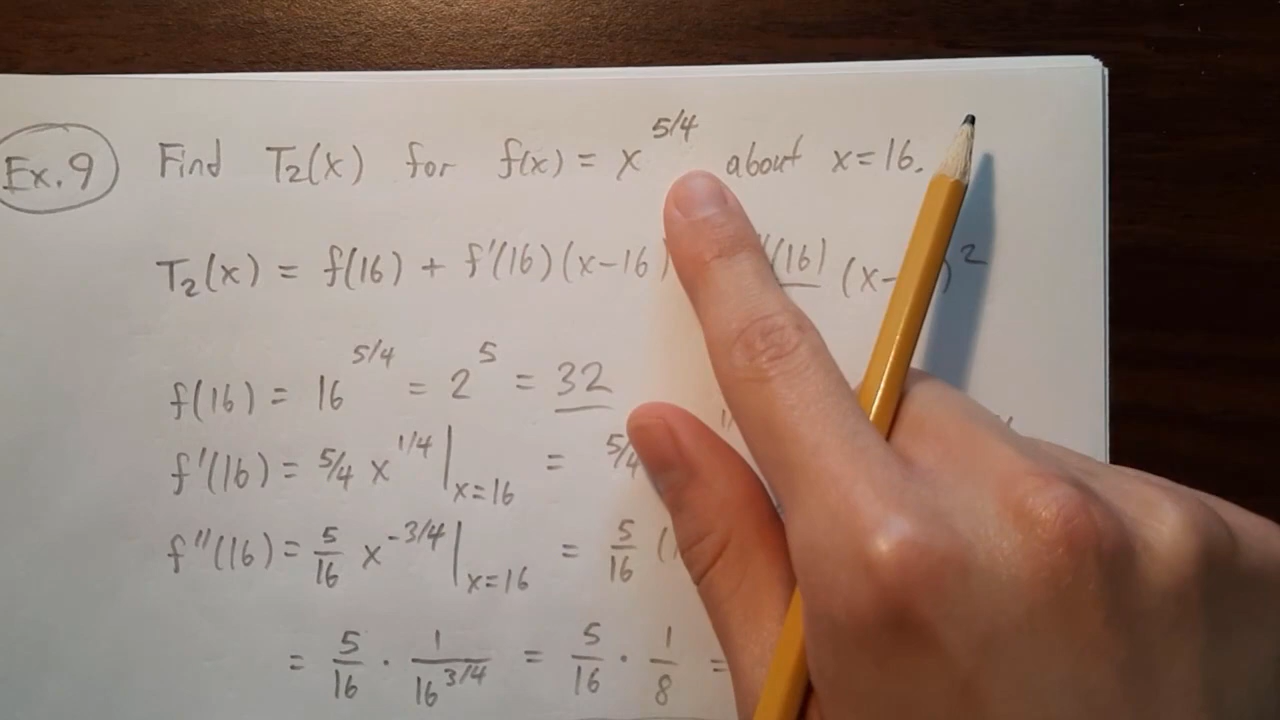 Ex. 9 Find T₂(x) for f(x) = x^5/4 about x=16.
T₂(x) = f(16) + f'(16)(x-16) (16) (x- )²
f(16) = 16^5/4 = 2^5 = 32
f'(16) = 5/4 x^1/4 |x=16 = 5/4
f''(16) = 5/16 x^-3/4 |x=16 = 5/16 (
= 5/16 · 1/16^3/4 = 5/16 · 1/8 =